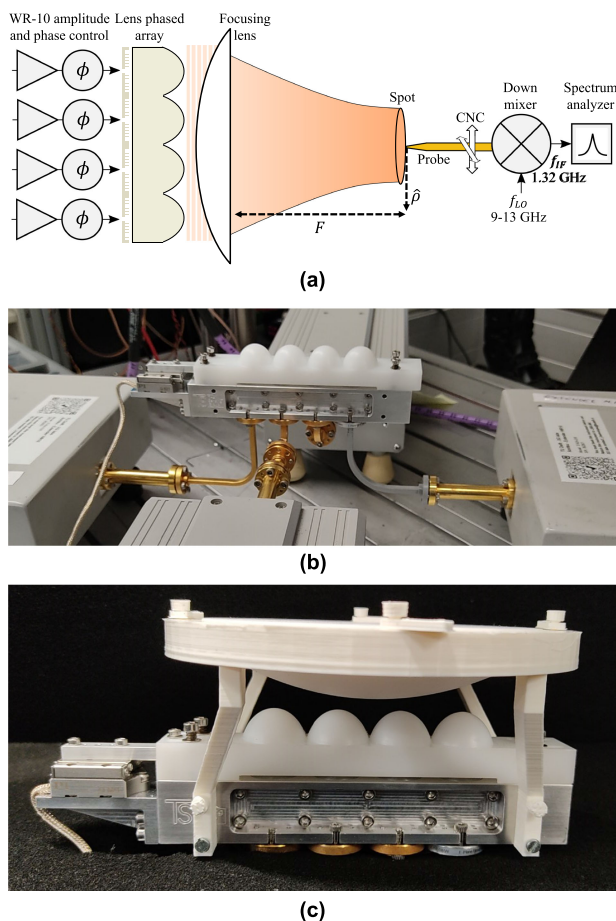 WR-10 amplitude
and phase control
Lens phased
array
Focusing
lens
ϕ
ϕ
ϕ
ϕ
F
Spot
ρ̂
Probe
CNC
Down
mixer
f_IF
1.32 GHz
f_LO
9-13 GHz
Spectrum
analyzer
(a)
(b)
(c)